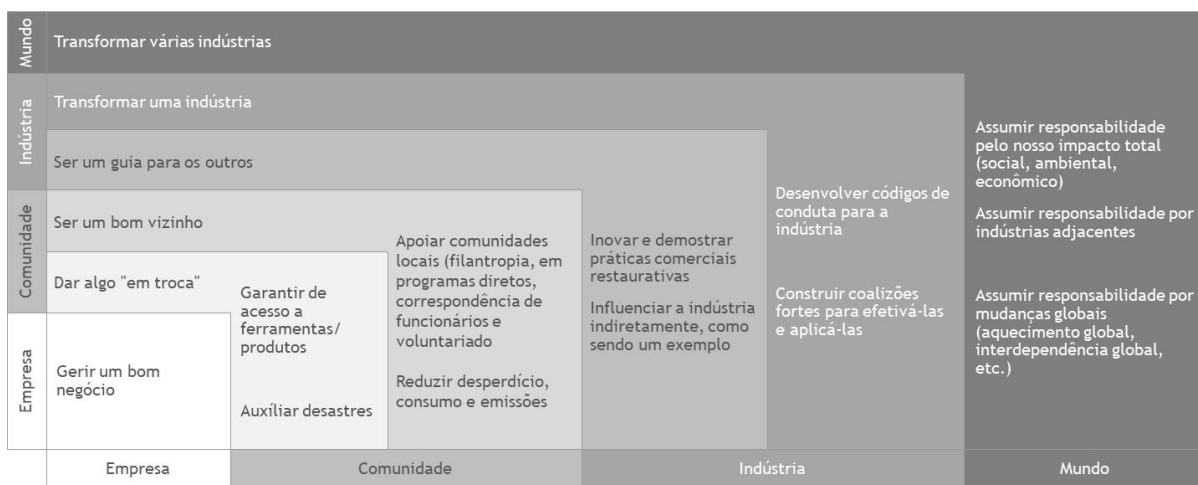 Mundo
Transformar várias indústrias
Indústria
Transformar uma indústria
Ser um guia para os outros
Comunidade
Ser um bom vizinho
Dar algo "em troca"
Empresa
Gerir um bom
negócio
Garantir de
acesso a
ferramentas/
produtos
Auxíliar desastres
Apoiar comunidades
locais (filantropia, em
programas diretos,
correspondência de
funcionários e
voluntariado
Reduzir desperdício,
consumo e emissões
Inovar e demostrar
práticas comerciais
restaurativas
Influenciar a indústria
indiretamente, como
sendo um exemplo
Desenvolver códigos de
conduta para a
indústria
Construir coalizões
fortes para efetivá-las
e aplicá-las
Assumir responsabilidade
pelo nosso impacto total
(social, ambiental,
econômico)
Assumir responsabilidade por
indústrias adjacentes
Assumir responsabilidade por
mudanças globais
(aquecimento global,
interdependência global,
etc.)
Empresa
Comunidade
Indústria
Mundo